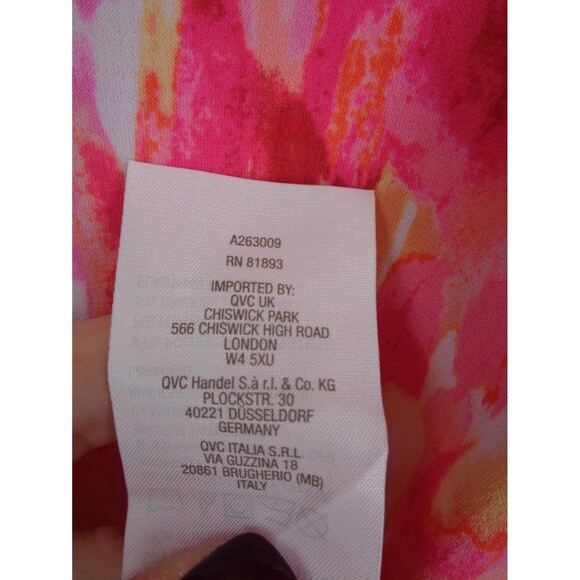 A263009
RN 81893
IMPORTED BY:
QVC UK
CHISWICK PARK
566 CHISWICK HIGH ROAD
LONDON
W4 5XU
QVC Handel S.à r.l. & Co. KG
PLOCKSTR. 30
40221 DÜSSELDORF
GERMANY
QVC ITALIA S.R.L
VIA GUZZINA 18
20861 BRUGHERIO (MB)
ITALY